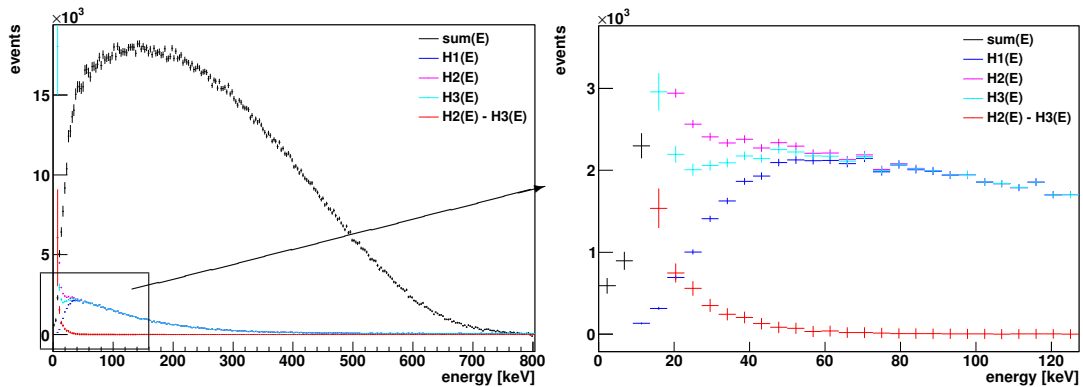 ×10³
events
15
10
5
0
sum(E)
H1(E)
H2(E)
H3(E)
H2(E) - H3(E)
0 100 200 300 400 500 600 700 800
energy [keV]
×10³
events
3
2
1
0
sum(E)
H1(E)
H2(E)
H3(E)
H2(E) - H3(E)
0 20 40 60 80 100 120
energy [keV]